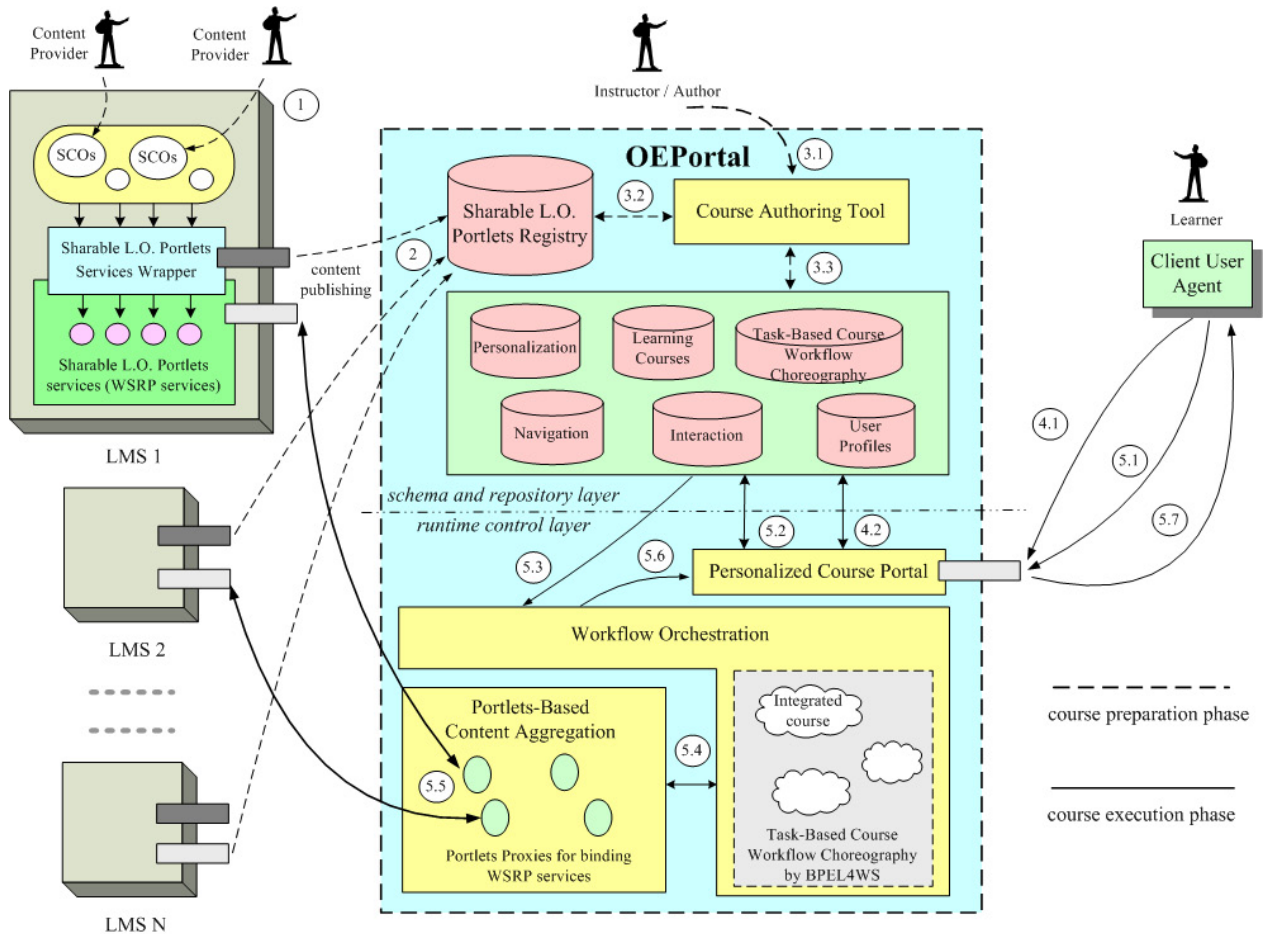 Content
Provider
Content
Provider
1
SCOs
SCOs
Sharable L.O. Portlets
Services Wrapper
Sharable L.O. Portlets
services (WSRP services)
LMS 1
content
publishing
2
LMS 2
LMS N
Instructor / Author
OEPortal
3.1
Sharable L.O.
Portlets Registry
3.2
Course Authoring Tool
3.3
Personalization
Learning
Courses
Task-Based Course
Workflow
Choreography
Navigation
Interaction
User
Profiles
schema and repository layer
runtime control layer
5.2
4.2
5.3
5.6
Personalized Course Portal
Workflow Orchestration
Portlets-Based
Content Aggregation
5.5
Portlets Proxies for binding
WSRP services
5.4
Integrated
course
Task-Based Course
Workflow Choreography
by BPEL4WS
Learner
Client User
Agent
4.1
5.1
5.7
course preparation phase
course execution phase